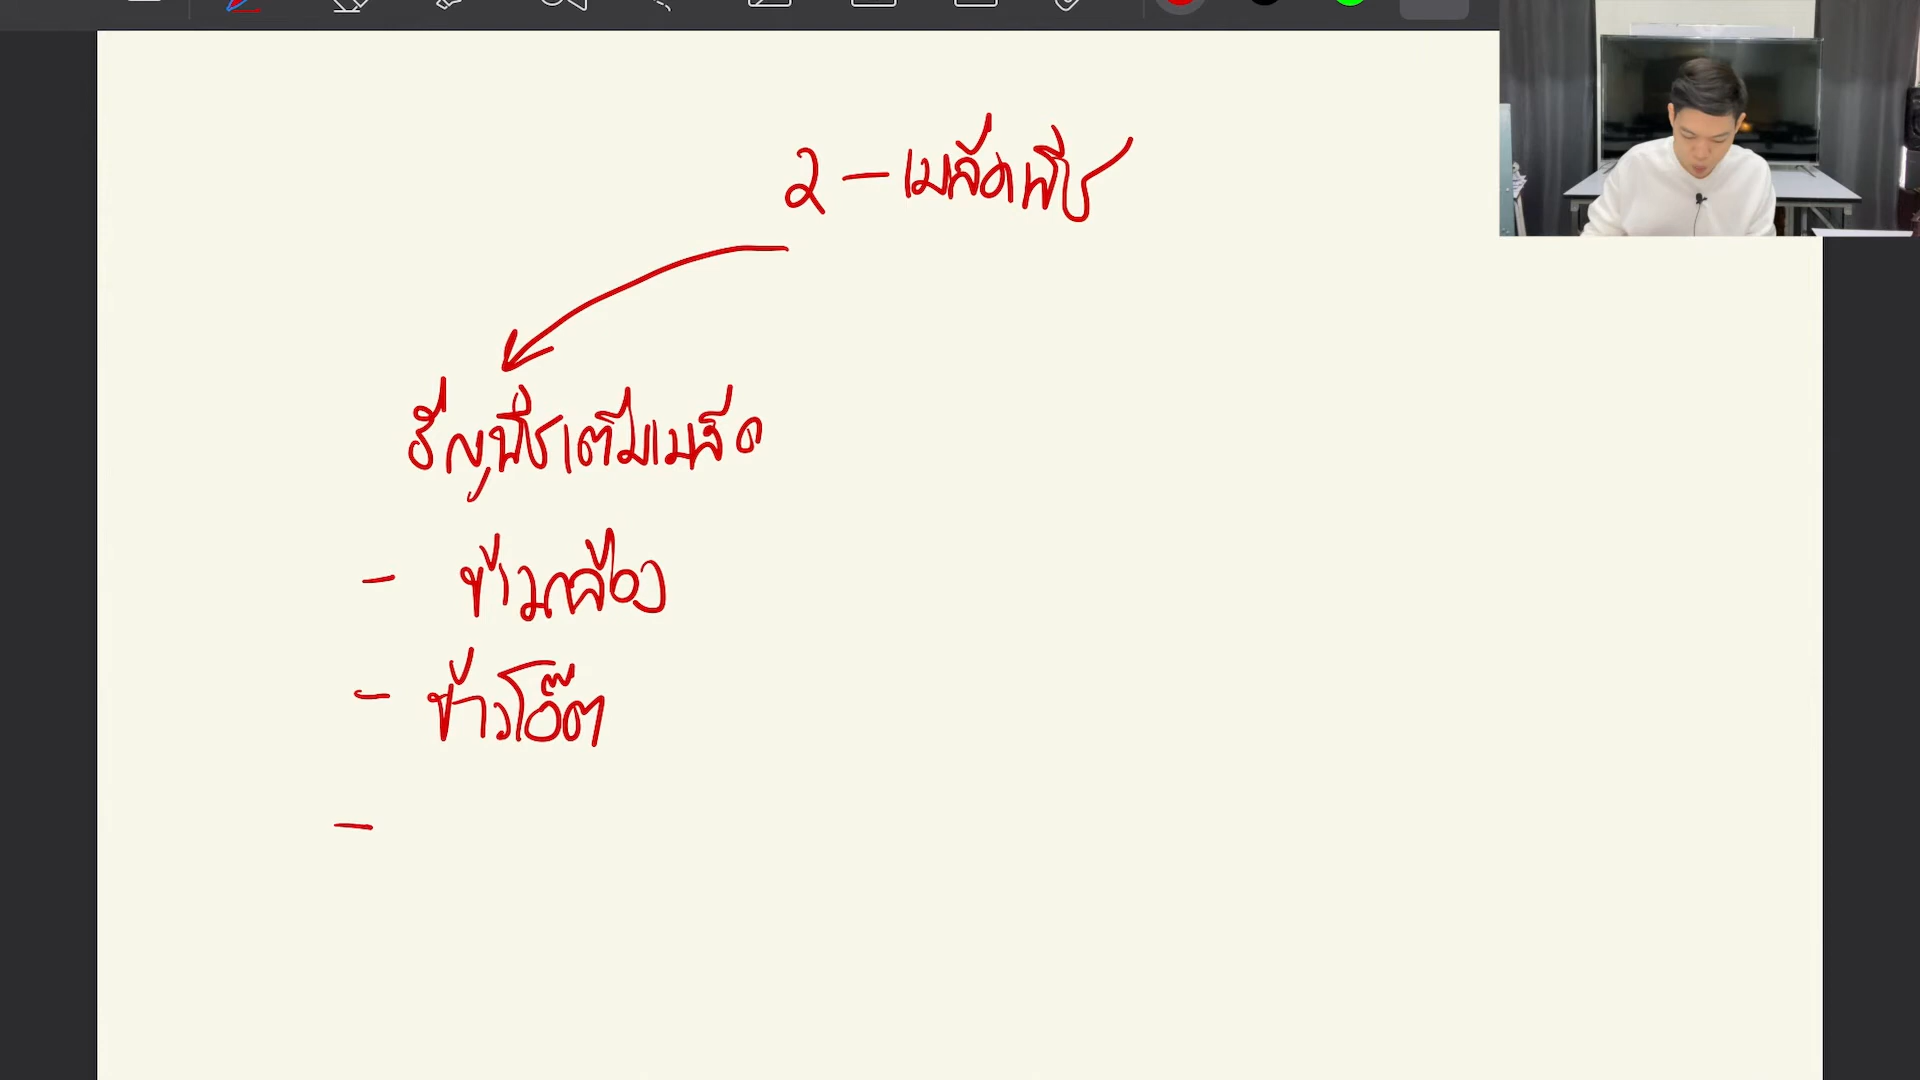 2 - เมล็ดพืช
ธัญพืชเต็มเมล็ด
- ข้าวกล้อง
- ข้าวโอ๊ต
-